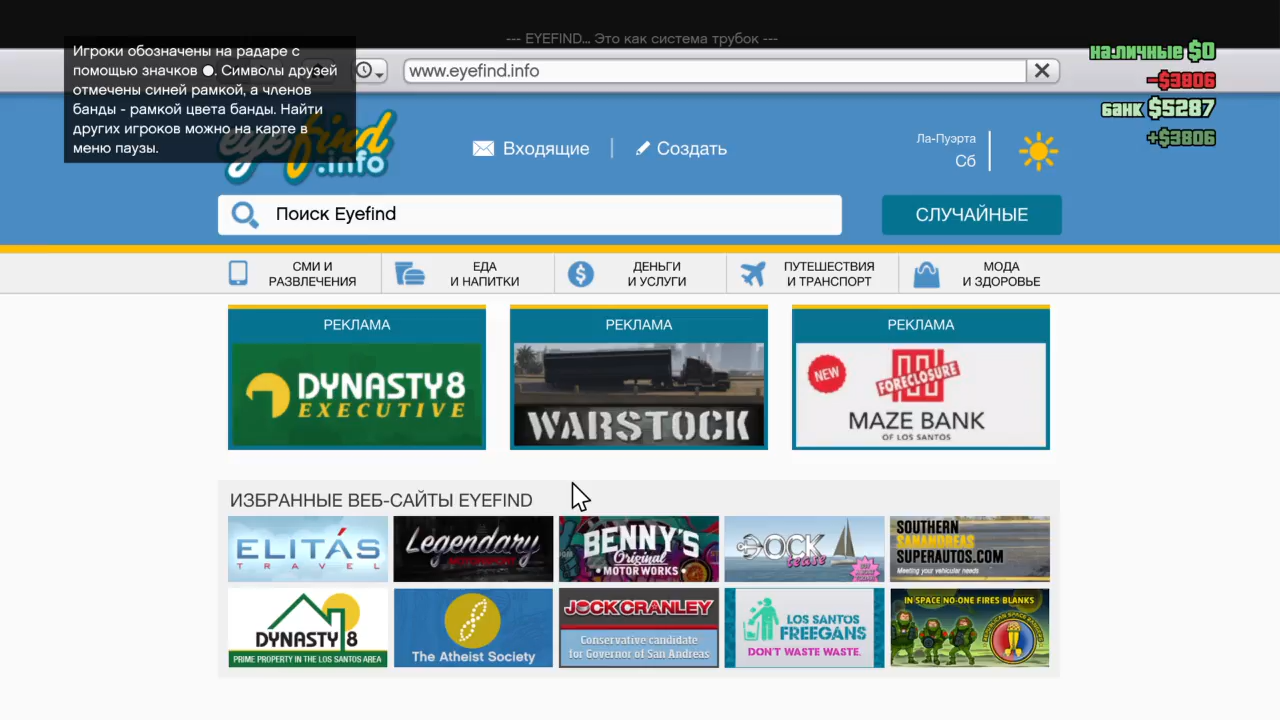 --- EYEFIND... Это как система трубок ---
Игроки обозначены на радаре с
помощью значков . Символы друзей
отмечены синей рамкой, а членов
банды - рамкой цвета банды. Найти
других игроков можно на карте в
меню паузы.
www.eyefind.info
наличные $0
-$3806
банк $5287
+$3806
eyefind
.info
Входящие
Создать
Ла-Пуэрта
Сб
Поиск Eyefind
СЛУЧАЙНЫЕ
СМИ И
РАЗВЛЕЧЕНИЯ
ЕДА
И НАПИТКИ
ДЕНЬГИ
И УСЛУГИ
ПУТЕШЕСТВИЯ
И ТРАНСПОРТ
МОДА
И ЗДОРОВЬЕ
РЕКЛАМА
DYNASTY 8
EXECUTIVE
РЕКЛАМА
WARSTOCK
РЕКЛАМА
NEW
FORECLOSURE
MAZE BANK
OF LOS SANTOS
ИЗБРАННЫЕ ВЕБ-САЙТЫ EYEFIND
ELITÁS
TRAVEL
Legendary
BENNY'S
Original
MOTOR WORKS
DOCK
tease
SOUTHERN
SANANDREAS
SUPERAUTOS.COM
Meeting your vehicular needs
DYNASTY 8
PRIME PROPERTY IN THE LOS SANTOS AREA
The Atheist Society
JOCK CRANLEY
Conservative candidate
for Governor of San Andreas
LOS SANTOS
FREEGANS
DON'T WASTE WASTE.
IN SPACE NO-ONE FIRES BLANKS